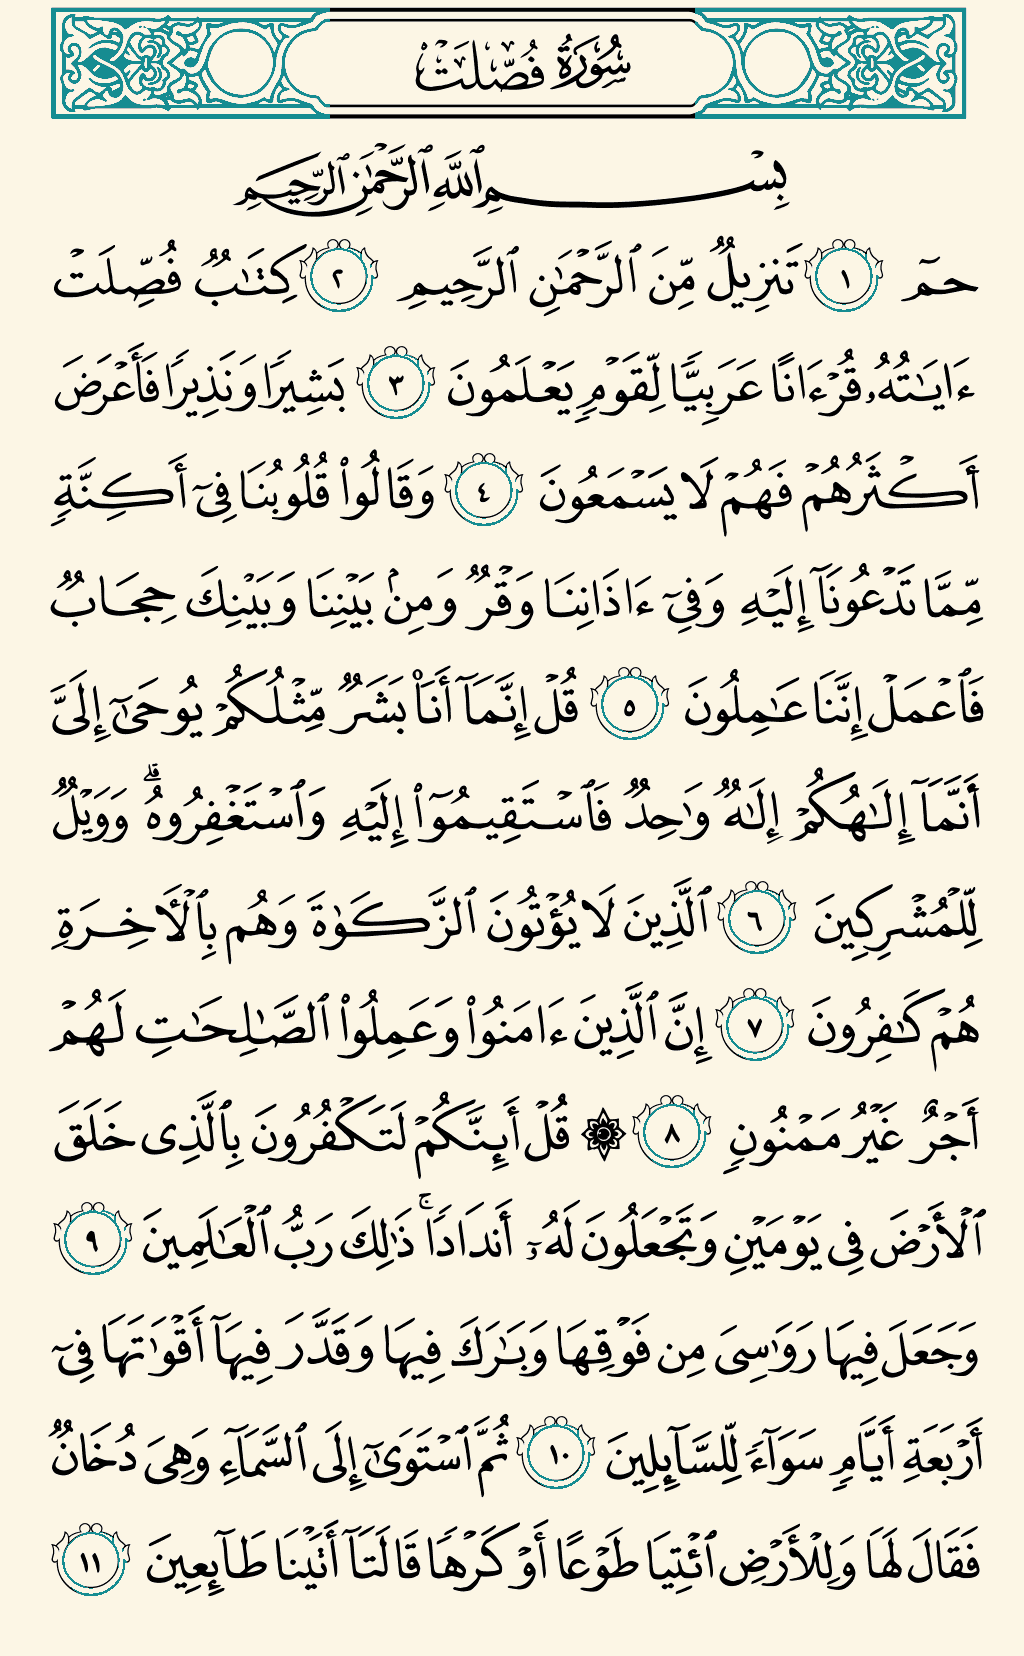 سُورَةُ فُصِّلَتْ
بِسْمِ ٱللَّهِ ٱلرَّحْمَٰنِ ٱلرَّحِيمِ
حمٓ ١ تَنزِيلٌ مِّنَ ٱلرَّحْمَٰنِ ٱلرَّحِيمِ ٢ كِتَٰبٌ فُصِّلَتْ
ءَايَٰتُهُۥ قُرْءَانًا عَرَبِيًّا لِّقَوْمٍ يَعْلَمُونَ ٣ بَشِيرًا وَنَذِيرًا فَأَعْرَضَ
أَكْثَرُهُمْ فَهُمْ لَا يَسْمَعُونَ ٤ وَقَالُوا۟ قُلُوبُنَا فِىٓ أَكِنَّةٍ
مِّمَّا تَدْعُونَآ إِلَيْهِ وَفِىٓ ءَاذَانِنَا وَقْرٌ وَمِنۢ بَيْنِنَا وَبَيْنِكَ حِجَابٌ
فَٱعْمَلْ إِنَّنَا عَٰمِلُونَ ٥ قُلْ إِنَّمَآ أَنَا۠ بَشَرٌ مِّثْلُكُمْ يُوحَىٰٓ إِلَىَّ
أَنَّمَآ إِلَٰهُكُمْ إِلَٰهٌ وَٰحِدٌ فَٱسْتَقِيمُوٓا۟ إِلَيْهِ وَٱسْتَغْفِرُوهُ ۗ وَوَيْلٌ
لِّلْمُشْرِكِينَ ٦ ٱلَّذِينَ لَا يُؤْتُونَ ٱلزَّكَوٰةَ وَهُم بِٱلْأَخِرَةِ
هُمْ كَٰفِرُونَ ٧ إِنَّ ٱلَّذِينَ ءَامَنُوا۟ وَعَمِلُوا۟ ٱلصَّٰلِحَٰتِ لَهُمْ
أَجْرٌ غَيْرُ مَمْنُونٍ ٨ ۞ قُلْ أَئِنَّكُمْ لَتَكْفُرُونَ بِٱلَّذِى خَلَقَ
ٱلْأَرْضَ فِى يَوْمَيْنِ وَتَجْعَلُونَ لَهُۥٓ أَندَادًا ۚ ذَٰلِكَ رَبُّ ٱلْعَٰلَمِينَ ٩
وَجَعَلَ فِيهَا رَوَٰسِىَ مِن فَوْقِهَا وَبَٰرَكَ فِيهَا وَقَدَّرَ فِيهَآ أَقْوَٰتَهَا فِىٓ
أَرْبَعَةِ أَيَّامٍ سَوَآءً لِّلسَّآئِلِينَ ١٠ ثُمَّ ٱسْتَوَىٰٓ إِلَى ٱلسَّمَآءِ وَهِىَ دُخَانٌ
فَقَالَ لَهَا وَلِلْأَرْضِ ٱئْتِيَا طَوْعًا أَوْ كَرْهًا قَالَتَآ أَتَيْنَا طَآئِعِينَ ١١